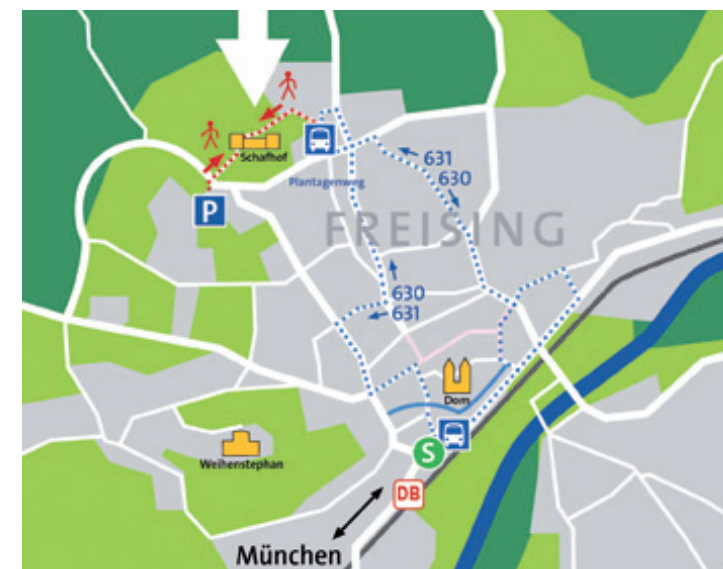 Schafhof
Plantagenweg
P
631
630
FREISING
630
631
Dom
S
Weihenstephan
DB
München